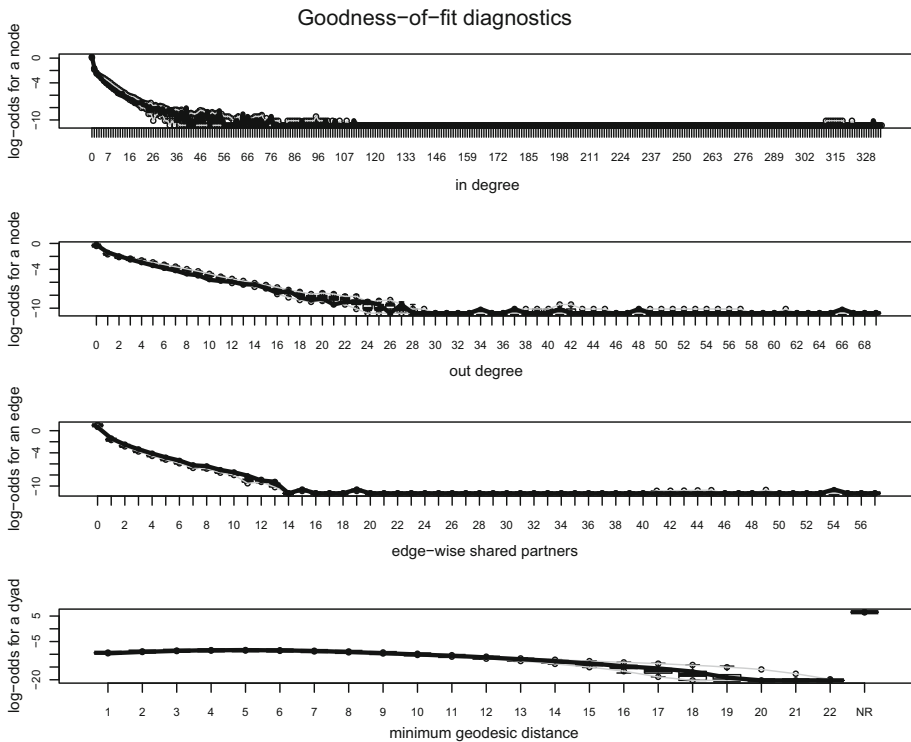 Goodness−of−fit diagnostics
log−odds for a node
0
−4
−10
0 7 16 26 36 46 56 66 76 86 96 107 120 133 146 159 172 185 198 211 224 237 250 263 276 289 302 315 328
in degree
log−odds for a node
0
−4
−10
0 2 4 6 8 10 12 14 16 18 20 22 24 26 28 30 32 34 36 38 40 42 44 46 48 50 52 54 56 58 60 62 64 66 68
out degree
log−odds for an edge
0
−4
−10
0 2 4 6 8 10 12 14 16 18 20 22 24 26 28 30 32 34 36 38 40 42 44 46 48 50 52 54 56
edge−wise shared partners
log−odds for a dyad
5
−5
−20
1 2 3 4 5 6 7 8 9 10 11 12 13 14 15 16 17 18 19 20 21 22 NR
minimum geodesic distance